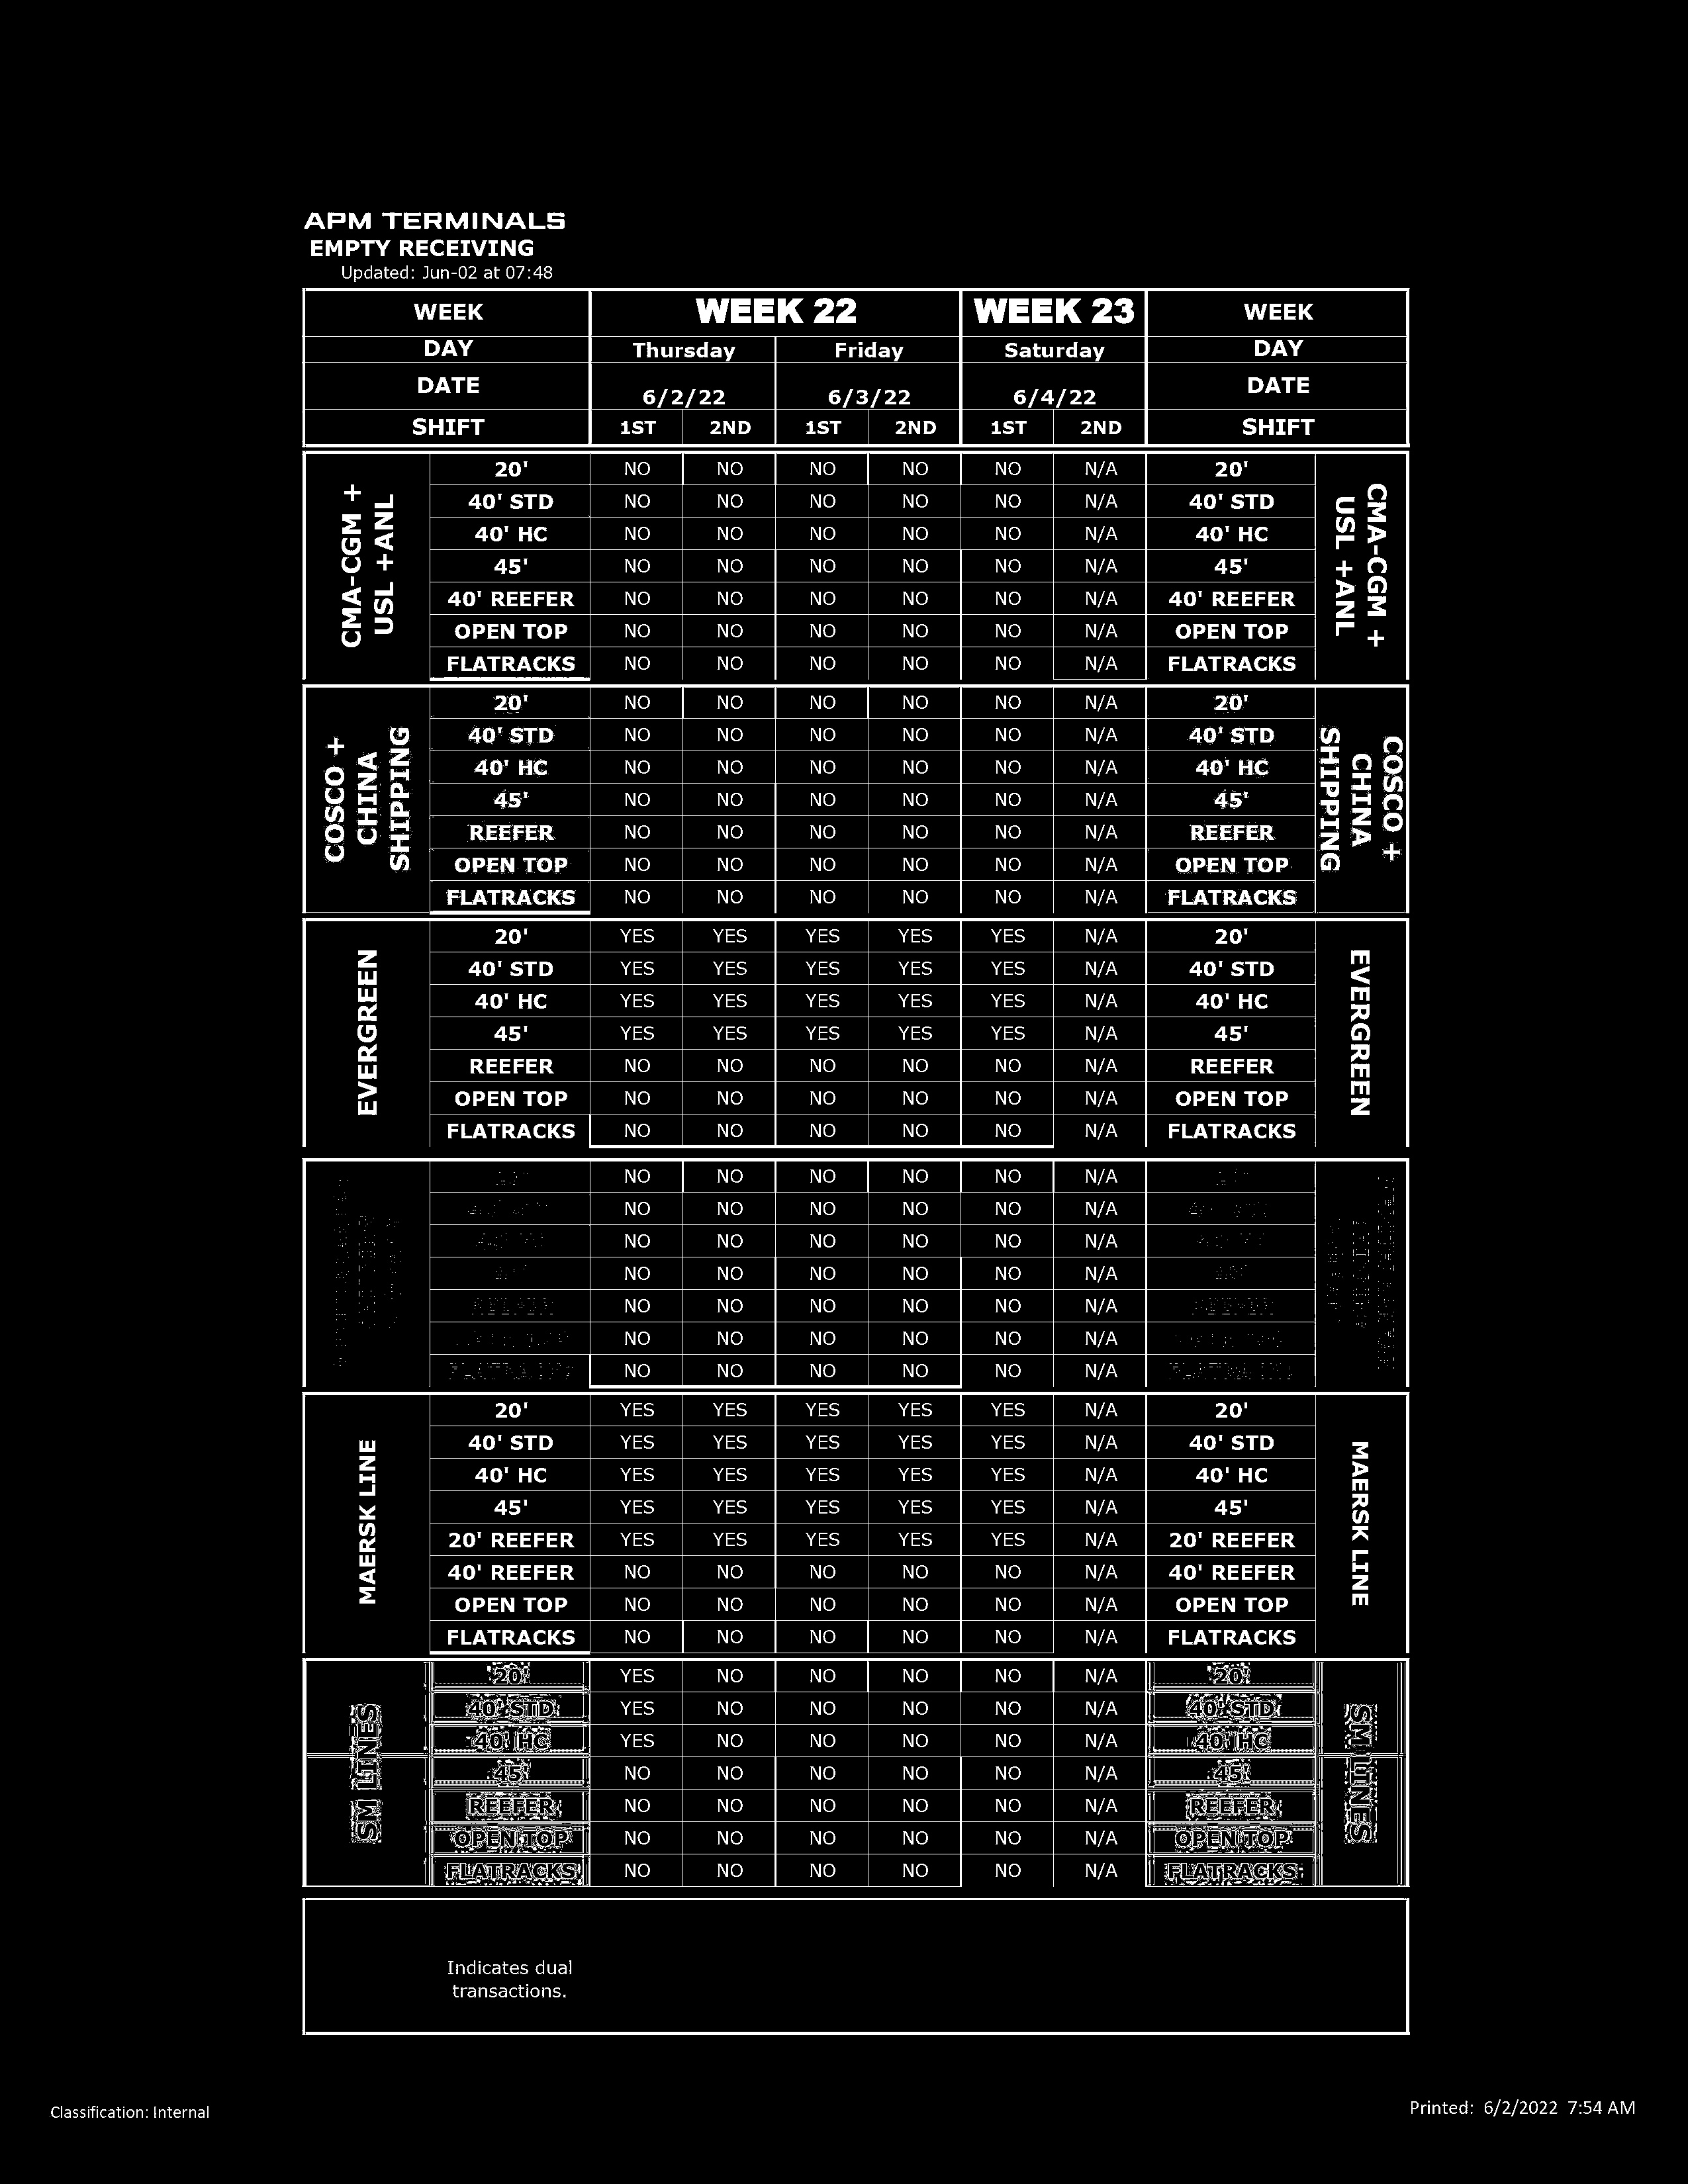 APM TERMINALS
EMPTY RECEIVING
Updated: Jun-02 at 07:48
WEEK WEEK 22 WEEK 23 WEEK
DAY Thursday Friday Saturday DAY
DATE 6/2/22 6/3/22 6/4/22 DATE
SHIFT 1ST 2ND 1ST 2ND 1ST 2ND SHIFT
CMA-CGM +
USL +ANL
20' NO NO NO NO NO N/A 20'
40' STD NO NO NO NO NO N/A 40' STD
40' HC NO NO NO NO NO N/A 40' HC
45' NO NO NO NO NO N/A 45'
40' REEFER NO NO NO NO NO N/A 40' REEFER
OPEN TOP NO NO NO NO NO N/A OPEN TOP
FLATRACKS NO NO NO NO NO N/A FLATRACKS
CMA-CGM +
USL +ANL
COSCO +
CHINA
SHIPPING
20' NO NO NO NO NO N/A 20'
40' STD NO NO NO NO NO N/A 40' STD
40' HC NO NO NO NO NO N/A 40' HC
45' NO NO NO NO NO N/A 45'
REEFER NO NO NO NO NO N/A REEFER
OPEN TOP NO NO NO NO NO N/A OPEN TOP
FLATRACKS NO NO NO NO NO N/A FLATRACKS
COSCO +
CHINA
SHIPPING
EVERGREEN
20' YES YES YES YES YES N/A 20'
40' STD YES YES YES YES YES N/A 40' STD
40' HC YES YES YES YES YES N/A 40' HC
45' YES YES YES YES YES N/A 45'
REEFER NO NO NO NO NO N/A REEFER
OPEN TOP NO NO NO NO NO N/A OPEN TOP
FLATRACKS NO NO NO NO NO N/A FLATRACKS
EVERGREEN
NO NO NO NO NO N/A
NO NO NO NO NO N/A
NO NO NO NO NO N/A
NO NO NO NO NO N/A
NO NO NO NO NO N/A
NO NO NO NO NO N/A
NO NO NO NO NO N/A
MAERSK LINE
20' YES YES YES YES YES N/A 20'
40' STD YES YES YES YES YES N/A 40' STD
40' HC YES YES YES YES YES N/A 40' HC
45' YES YES YES YES YES N/A 45'
20' REEFER YES YES YES YES YES N/A 20' REEFER
40' REEFER NO NO NO NO NO N/A 40' REEFER
OPEN TOP NO NO NO NO NO N/A OPEN TOP
FLATRACKS NO NO NO NO NO N/A FLATRACKS
MAERSK LINE
SM LINES
20' YES NO NO NO NO N/A 20'
40' STD YES NO NO NO NO N/A 40' STD
40' HC YES NO NO NO NO N/A 40' HC
45' NO NO NO NO NO N/A 45'
REEFER NO NO NO NO NO N/A REEFER
OPEN TOP NO NO NO NO NO N/A OPEN TOP
FLATRACKS NO NO NO NO NO N/A FLATRACKS
SM LINES
Indicates dual
transactions.
Classification: Internal
Printed: 6/2/2022 7:54 AM